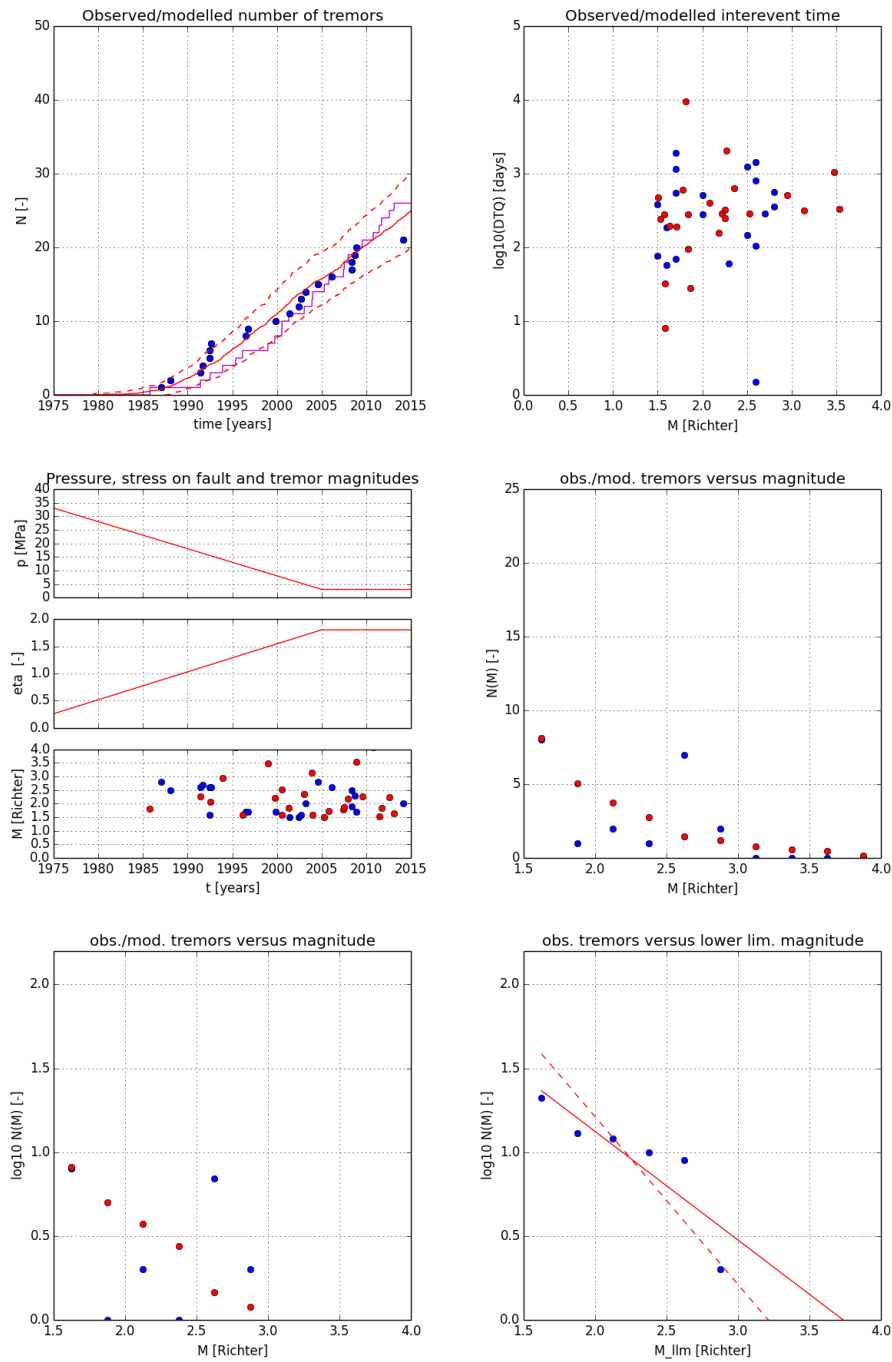 Observed/modelled number of tremors
50
40
30
20
10
0
N [-]
1975 1980 1985 1990 1995 2000 2005 2010 2015
time [years]
Observed/modelled interevent time
5
4
3
2
1
0
log10(DTQ) [days]
0.0 0.5 1.0 1.5 2.0 2.5 3.0 3.5 4.0
M [Richter]
Pressure, stress on fault and tremor magnitudes
40
35
30
25
20
15
10
5
0
p [MPa]
2.0
1.5
1.0
0.5
0.0
eta [-]
4.0
3.5
3.0
2.5
2.0
1.5
1.0
0.5
0.0
M [Richter]
1975 1980 1985 1990 1995 2000 2005 2010 2015
t [years]
obs./mod. tremors versus magnitude
25
20
15
10
5
0
N(M) [-]
1.5 2.0 2.5 3.0 3.5 4.0
M [Richter]
obs./mod. tremors versus magnitude
2.0
1.5
1.0
0.5
0.0
log10 N(M) [-]
1.5 2.0 2.5 3.0 3.5 4.0
M [Richter]
obs. tremors versus lower lim. magnitude
2.0
1.5
1.0
0.5
0.0
log10 N(M) [-]
1.5 2.0 2.5 3.0 3.5 4.0
M_llm [Richter]